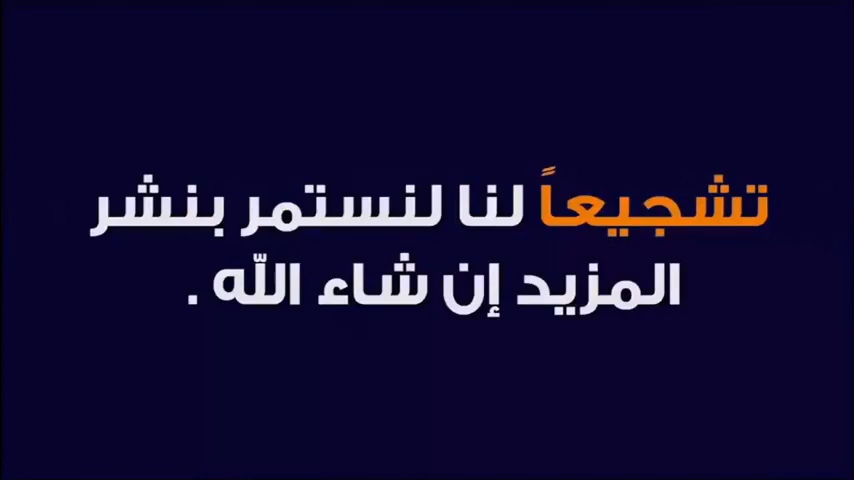 تشجيعاً لنا لنستمر بنشر
المزيد إن شاء الله .